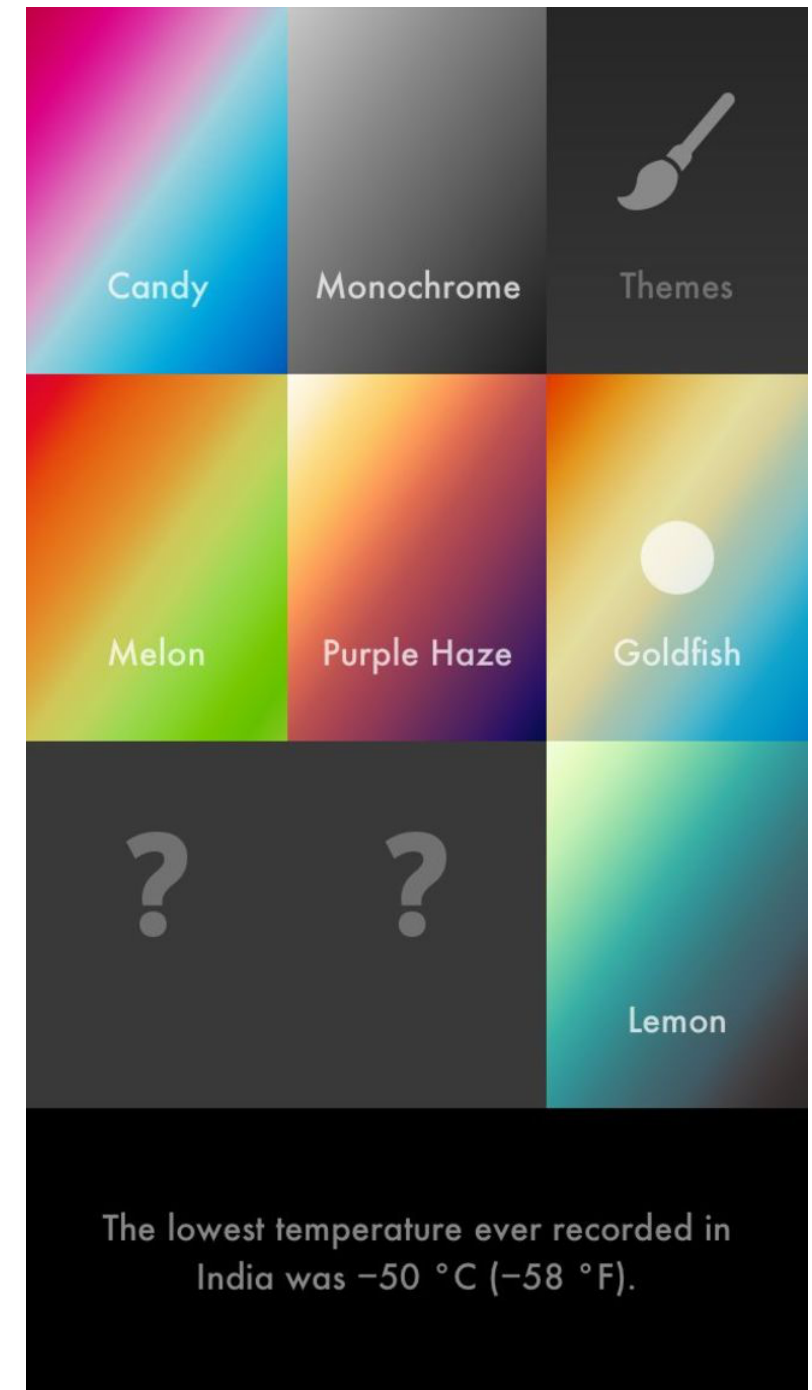 Candy
Monochrome
Themes
Melon
Purple Haze
Goldfish
?
?
Lemon
The lowest temperature ever recorded in
India was −50 °C (−58 °F).